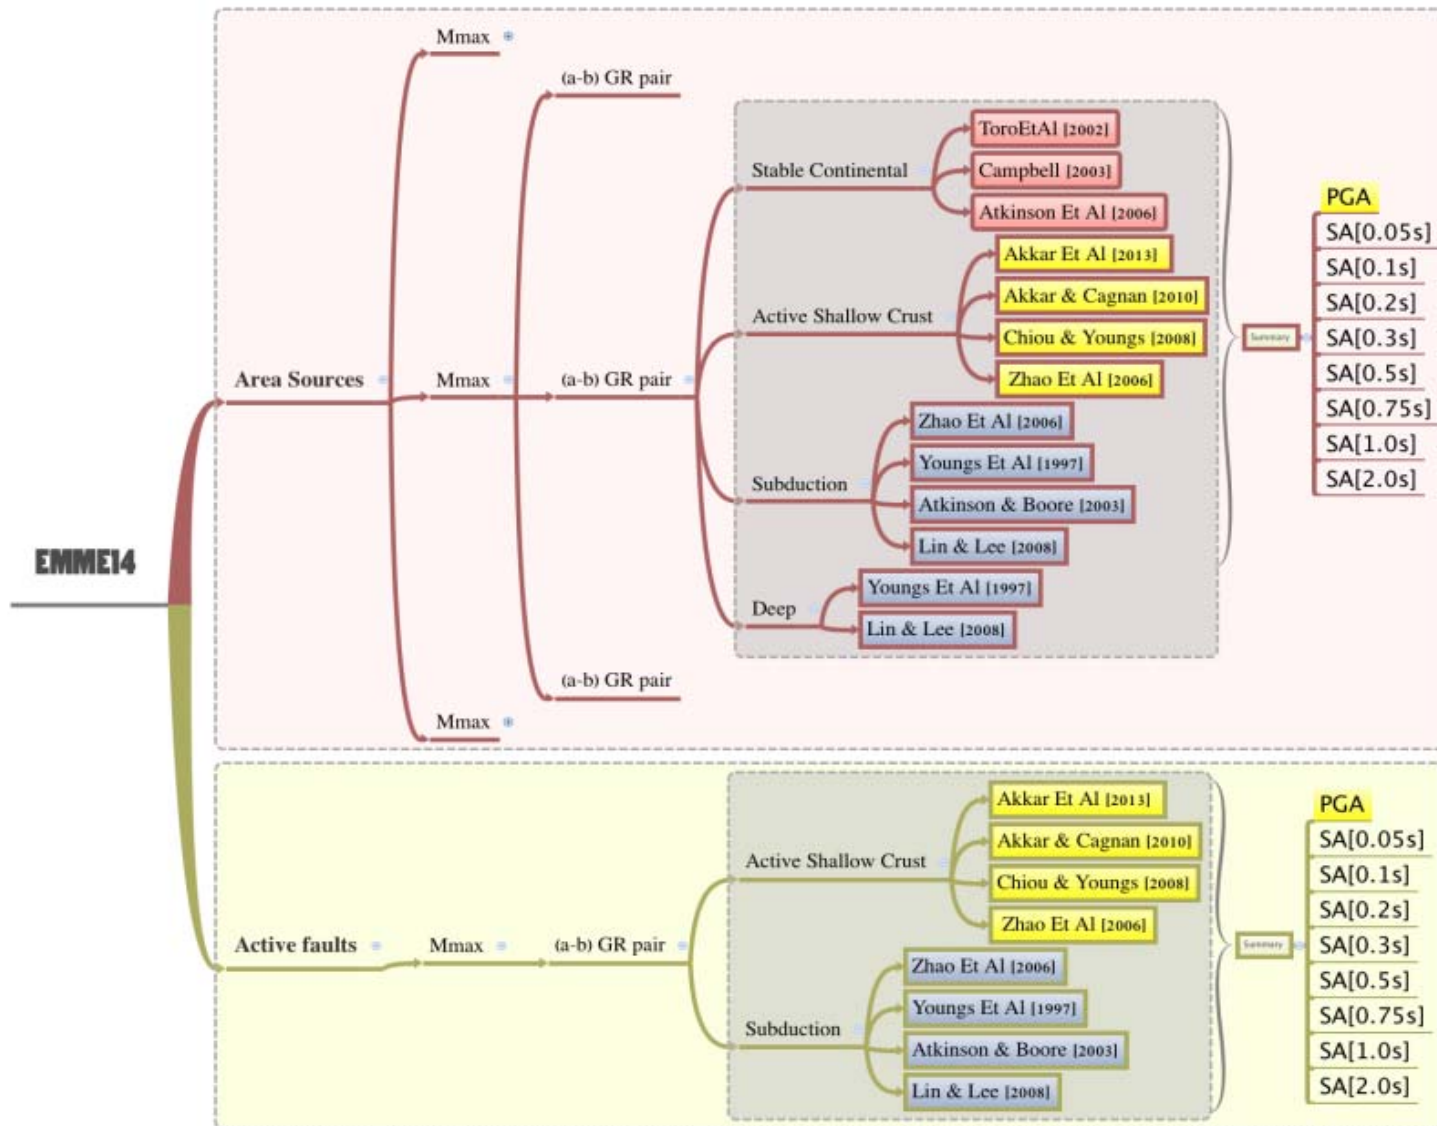 EMME14
Area Sources
Mmax
(a-b) GR pair
Mmax
(a-b) GR pair
(a-b) GR pair
Mmax
Stable Continental
ToroEtAl [2002]
Campbell [2003]
Atkinson Et Al [2006]
Active Shallow Crust
Akkar Et Al [2013]
Akkar & Cagnan [2010]
Chiou & Youngs [2008]
Zhao Et Al [2006]
Subduction
Zhao Et Al [2006]
Youngs Et Al [1997]
Atkinson & Boore [2003]
Lin & Lee [2008]
Deep
Youngs Et Al [1997]
Lin & Lee [2008]
Summary
PGA
SA[0.05s]
SA[0.1s]
SA[0.2s]
SA[0.3s]
SA[0.5s]
SA[0.75s]
SA[1.0s]
SA[2.0s]
Active faults
Mmax
(a-b) GR pair
Active Shallow Crust
Akkar Et Al [2013]
Akkar & Cagnan [2010]
Chiou & Youngs [2008]
Zhao Et Al [2006]
Subduction
Zhao Et Al [2006]
Youngs Et Al [1997]
Atkinson & Boore [2003]
Lin & Lee [2008]
Summary
PGA
SA[0.05s]
SA[0.1s]
SA[0.2s]
SA[0.3s]
SA[0.5s]
SA[0.75s]
SA[1.0s]
SA[2.0s]